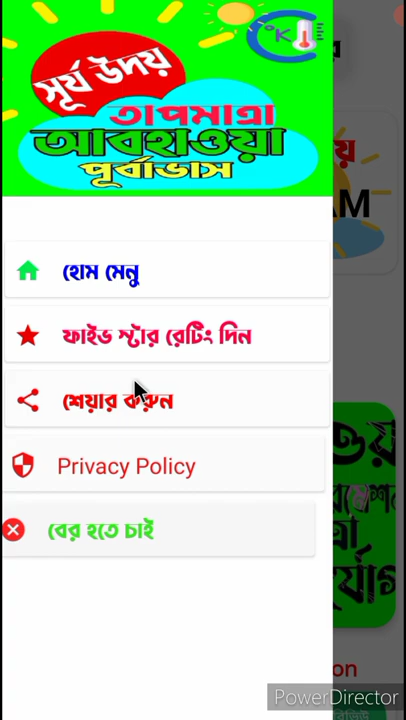 সূর্য উদয়
°K
তাপমাত্রা
আবহাওয়া
পূর্বাভাস
হোম মেনু
ফাইভ স্টার রেটিং দিন
শেয়ার করুন
Privacy Policy
বের হতে চাই
PowerDirector